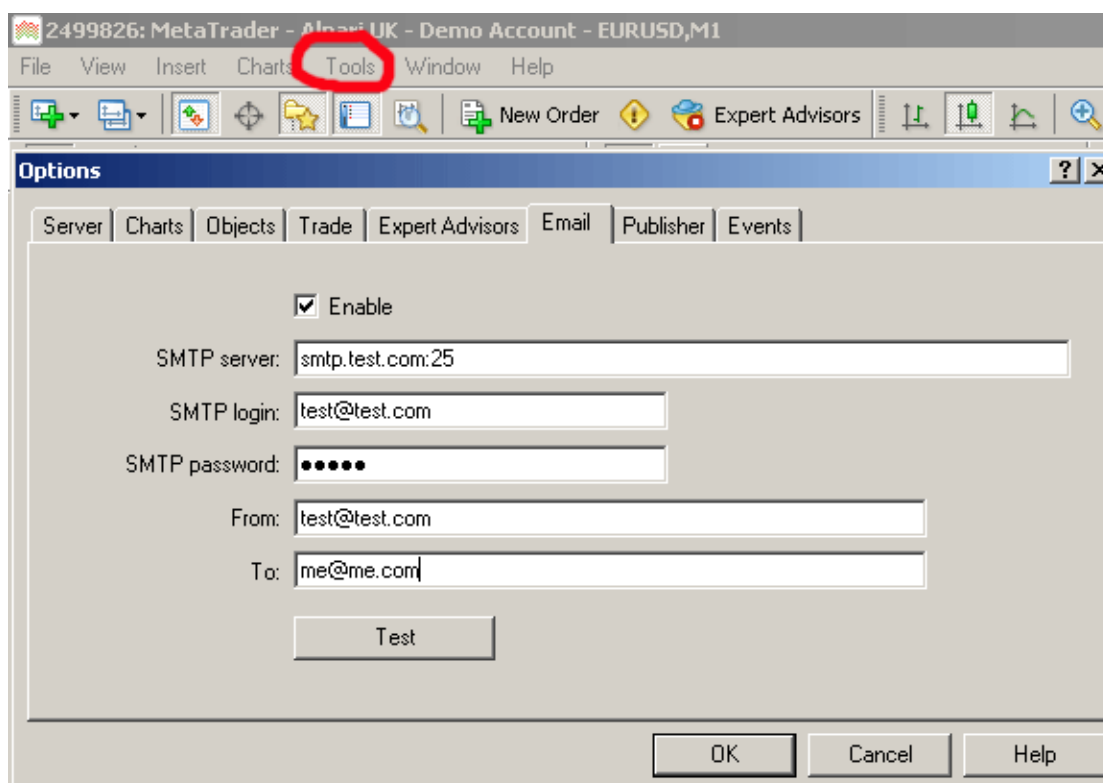 2499826: MetaTrader - Alpari UK - Demo Account - EURUSD,M1
File View Insert Charts Tools Window Help
New Order Expert Advisors
Options
Server Charts Objects Trade Expert Advisors Email Publisher Events
Enable
SMTP server: smtp.test.com:25
SMTP login: test@test.com
SMTP password: •••••
From: test@test.com
To: me@me.com
Test
OK Cancel Help